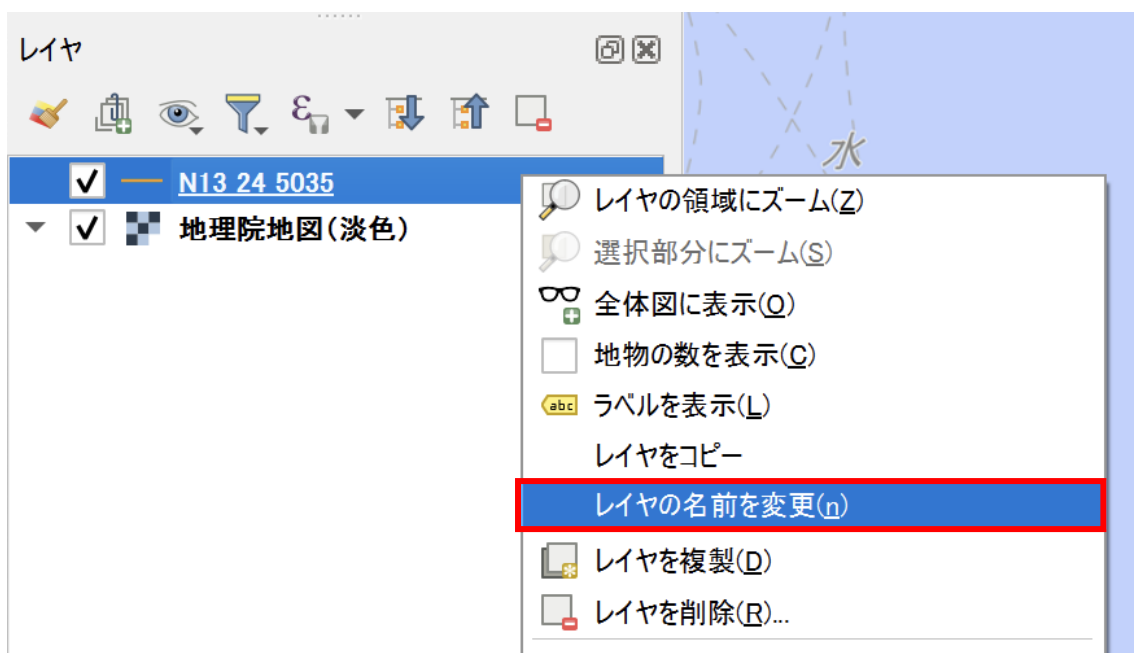 レイヤ
ε
水
N13 24 5035
地理院地図(淡色)
レイヤの領域にズーム(Z)
選択部分にズーム(S)
全体図に表示(O)
地物の数を表示(C)
abc ラベルを表示(L)
レイヤをコピー
レイヤの名前を変更(n)
レイヤを複製(D)
レイヤを削除(R)...